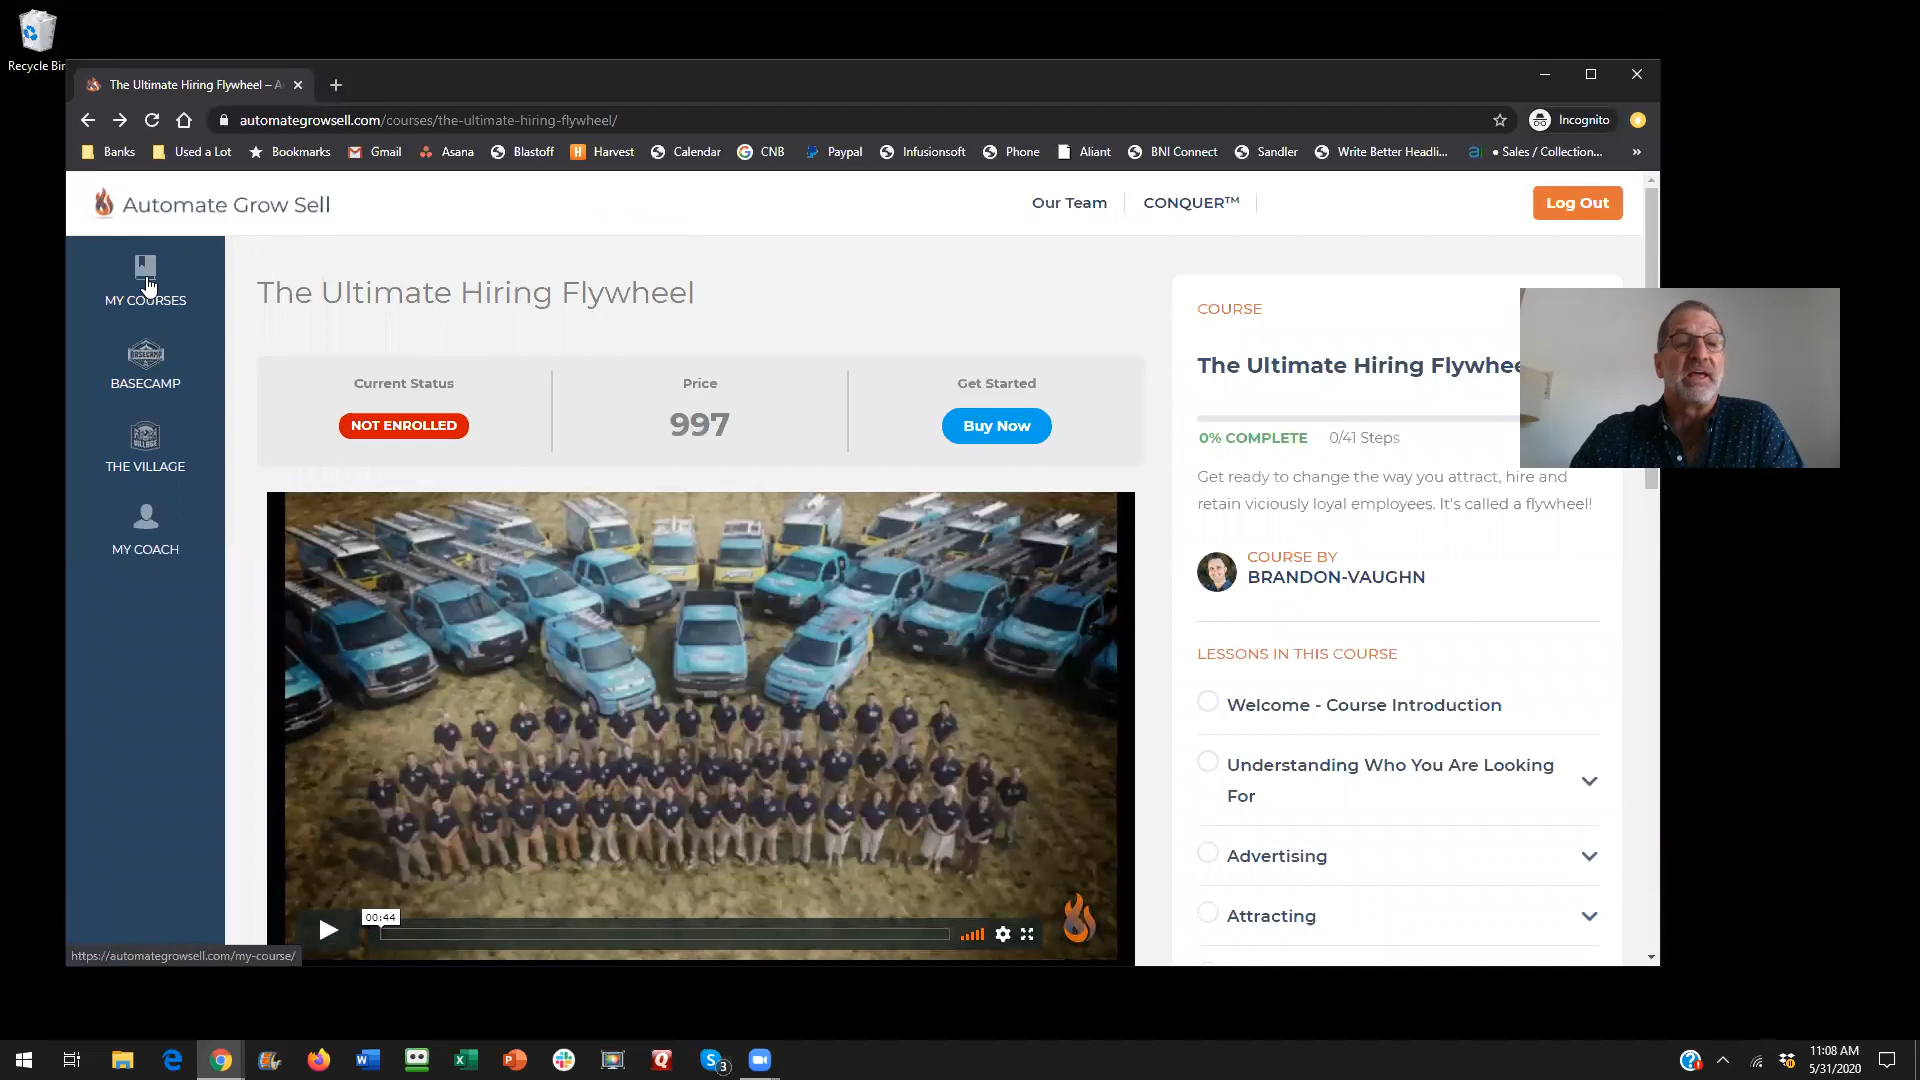 Recycle Bin
The Ultimate Hiring Flywheel – A
automategrowsell.com/courses/the-ultimate-hiring-flywheel/
Incognito
Banks
Used a Lot
Bookmarks
Gmail
Asana
Blastoff
Harvest
Calendar
CNB
Paypal
Infusionsoft
Phone
Aliant
BNI Connect
Sandler
Write Better Headli...
• Sales / Collection...
»
Automate Grow Sell
Our Team
CONQUER™
Log Out
MY COURSES
BASECAMP
THE VILLAGE
MY COACH
The Ultimate Hiring Flywheel
Current Status
NOT ENROLLED
Price
997
Get Started
Buy Now
00:44
COURSE
The Ultimate Hiring Flywhee
0% COMPLETE 0/41 Steps
Get ready to change the way you attract, hire and
retain viciously loyal employees. It's called a flywheel!
COURSE BY
BRANDON-VAUGHN
LESSONS IN THIS COURSE
Welcome - Course Introduction
Understanding Who You Are Looking
For
Advertising
Attracting
https://automategrowsell.com/my-course/
3
11:08 AM
5/31/2020